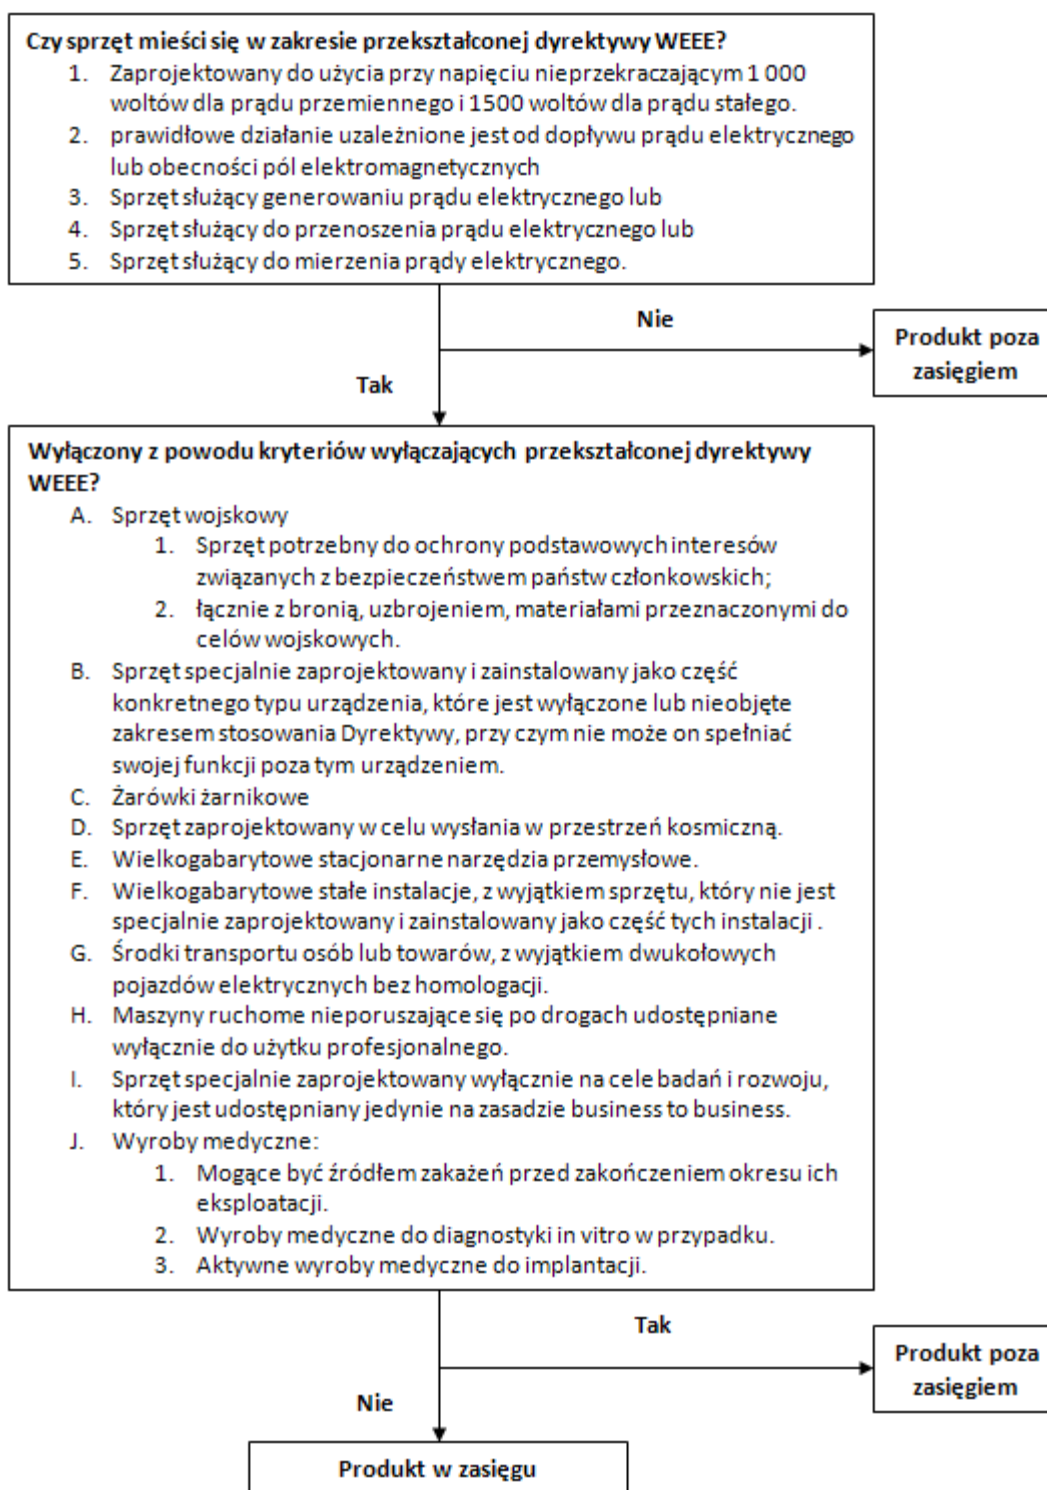 Czy sprzęt mieści się w zakresie przekształconej dyrektywy WEEE?
1. Zaprojektowany do użycia przy napięciu nieprzekraczającym 1 000
woltów dla prądu przemiennego i 1500 woltów dla prądu stałego.
2. prawidłowe działanie uzależnione jest od dopływu prądu elektrycznego
lub obecności pól elektromagnetycznych
3. Sprzęt służący generowaniu prądu elektrycznego lub
4. Sprzęt służący do przenoszenia prądu elektrycznego lub
5. Sprzęt służący do mierzenia prądy elektrycznego.
Nie
Produkt poza
zasięgiem
Tak
Wyłączony z powodu kryteriów wyłączających przekształconej dyrektywy
WEEE?
A. Sprzęt wojskowy
1. Sprzęt potrzebny do ochrony podstawowych interesów
związanych z bezpieczeństwem państw członkowskich;
2. łącznie z bronią, uzbrojeniem, materiałami przeznaczonymi do
celów wojskowych.
B. Sprzęt specjalnie zaprojektowany i zainstalowany jako część
konkretnego typu urządzenia, które jest wyłączone lub nieobjęte
zakresem stosowania Dyrektywy, przy czym nie może on spełniać
swojej funkcji poza tym urządzeniem.
C. Żarówki żarnikowe
D. Sprzęt zaprojektowany w celu wysłania w przestrzeń kosmiczną.
E. Wielkogabarytowe stacjonarne narzędzia przemysłowe.
F. Wielkogabarytowe stałe instalacje, z wyjątkiem sprzętu, który nie jest
specjalnie zaprojektowany i zainstalowany jako część tych instalacji .
G. Środki transportu osób lub towarów, z wyjątkiem dwukołowych
pojazdów elektrycznych bez homologacji.
H. Maszyny ruchome nieporuszające się po drogach udostępniane
wyłącznie do użytku profesjonalnego.
I. Sprzęt specjalnie zaprojektowany wyłącznie na cele badań i rozwoju,
który jest udostępniany jedynie na zasadzie business to business.
J. Wyroby medyczne:
1. Mogące być źródłem zakażeń przed zakończeniem okresu ich
eksploatacji.
2. Wyroby medyczne do diagnostyki in vitro w przypadku.
3. Aktywne wyroby medyczne do implantacji.
Tak
Produkt poza
zasięgiem
Nie
Produkt w zasięgu